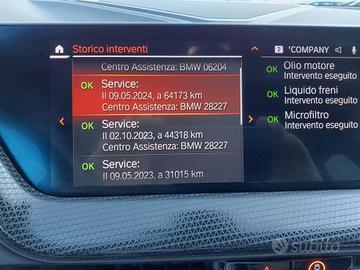 Storico interventi
Centro Assistenza: BMW 06204
OK Service:
Il 09.05.2024, a 64173 km
Centro Assistenza: BMW 28227
OK Service:
Il 02.10.2023, a 44318 km
Centro Assistenza: BMW 28227
OK Service:
Il 09.05.2023, a 31015 km
2 'COMPANY
OK Olio motore
Intervento eseguito
OK Liquido freni
Intervento eseguito
OK Microfiltro
Intervento eseguito
subito